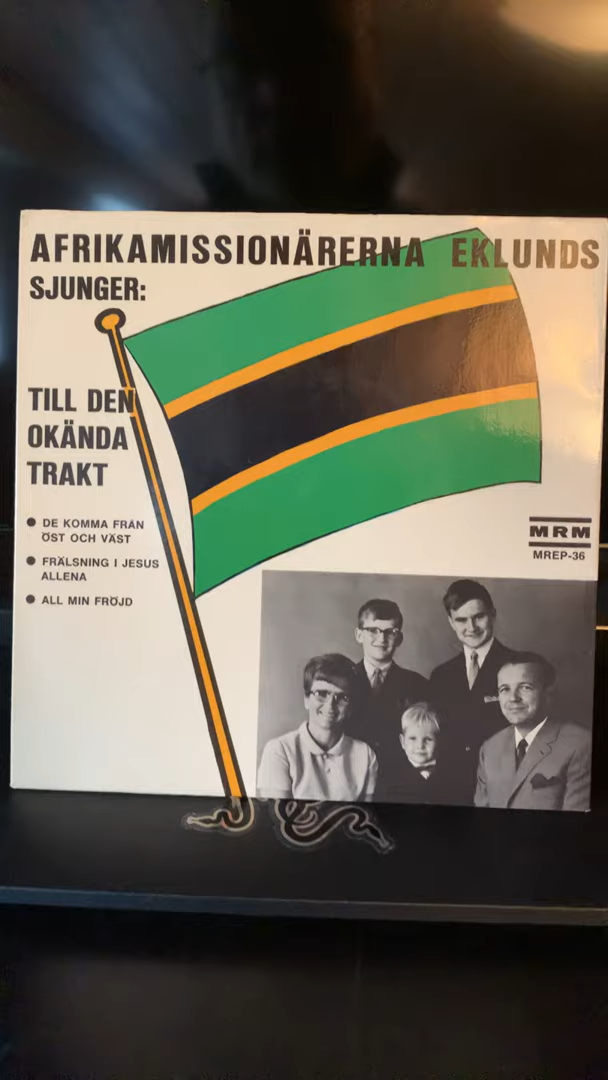 AFRIKAMISSIONÄRERNA EKLUNDS
SJUNGER:
TILL DEN
OKÄNDA
TRAKT
● DE KOMMA FRÅN
ÖST OCH VÄST
● FRÄLSNING I JESUS
ALLENA
● ALL MIN FRÖJD
MRM
MREP-36